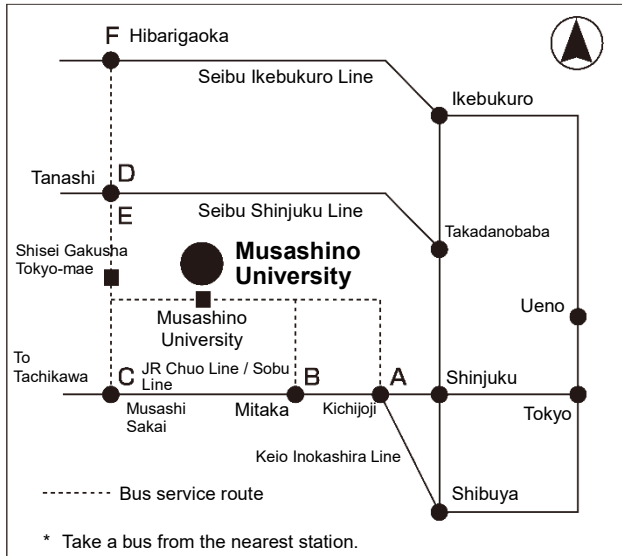 F Hibarigaoka
Seibu Ikebukuro Line
Ikebukuro
D
Tanashi
E
Seibu Shinjuku Line
Takadanobaba
Shisei Gakusha
Tokyo-mae
Musashino
University
Musashino
University
Ueno
To
Tachikawa
C
JR Chuo Line / Sobu
Line
B
A
Shinjuku
Musashi
Sakai
Mitaka
Kichijoji
Tokyo
Keio Inokashira Line
Shibuya
Bus service route
* Take a bus from the nearest station.